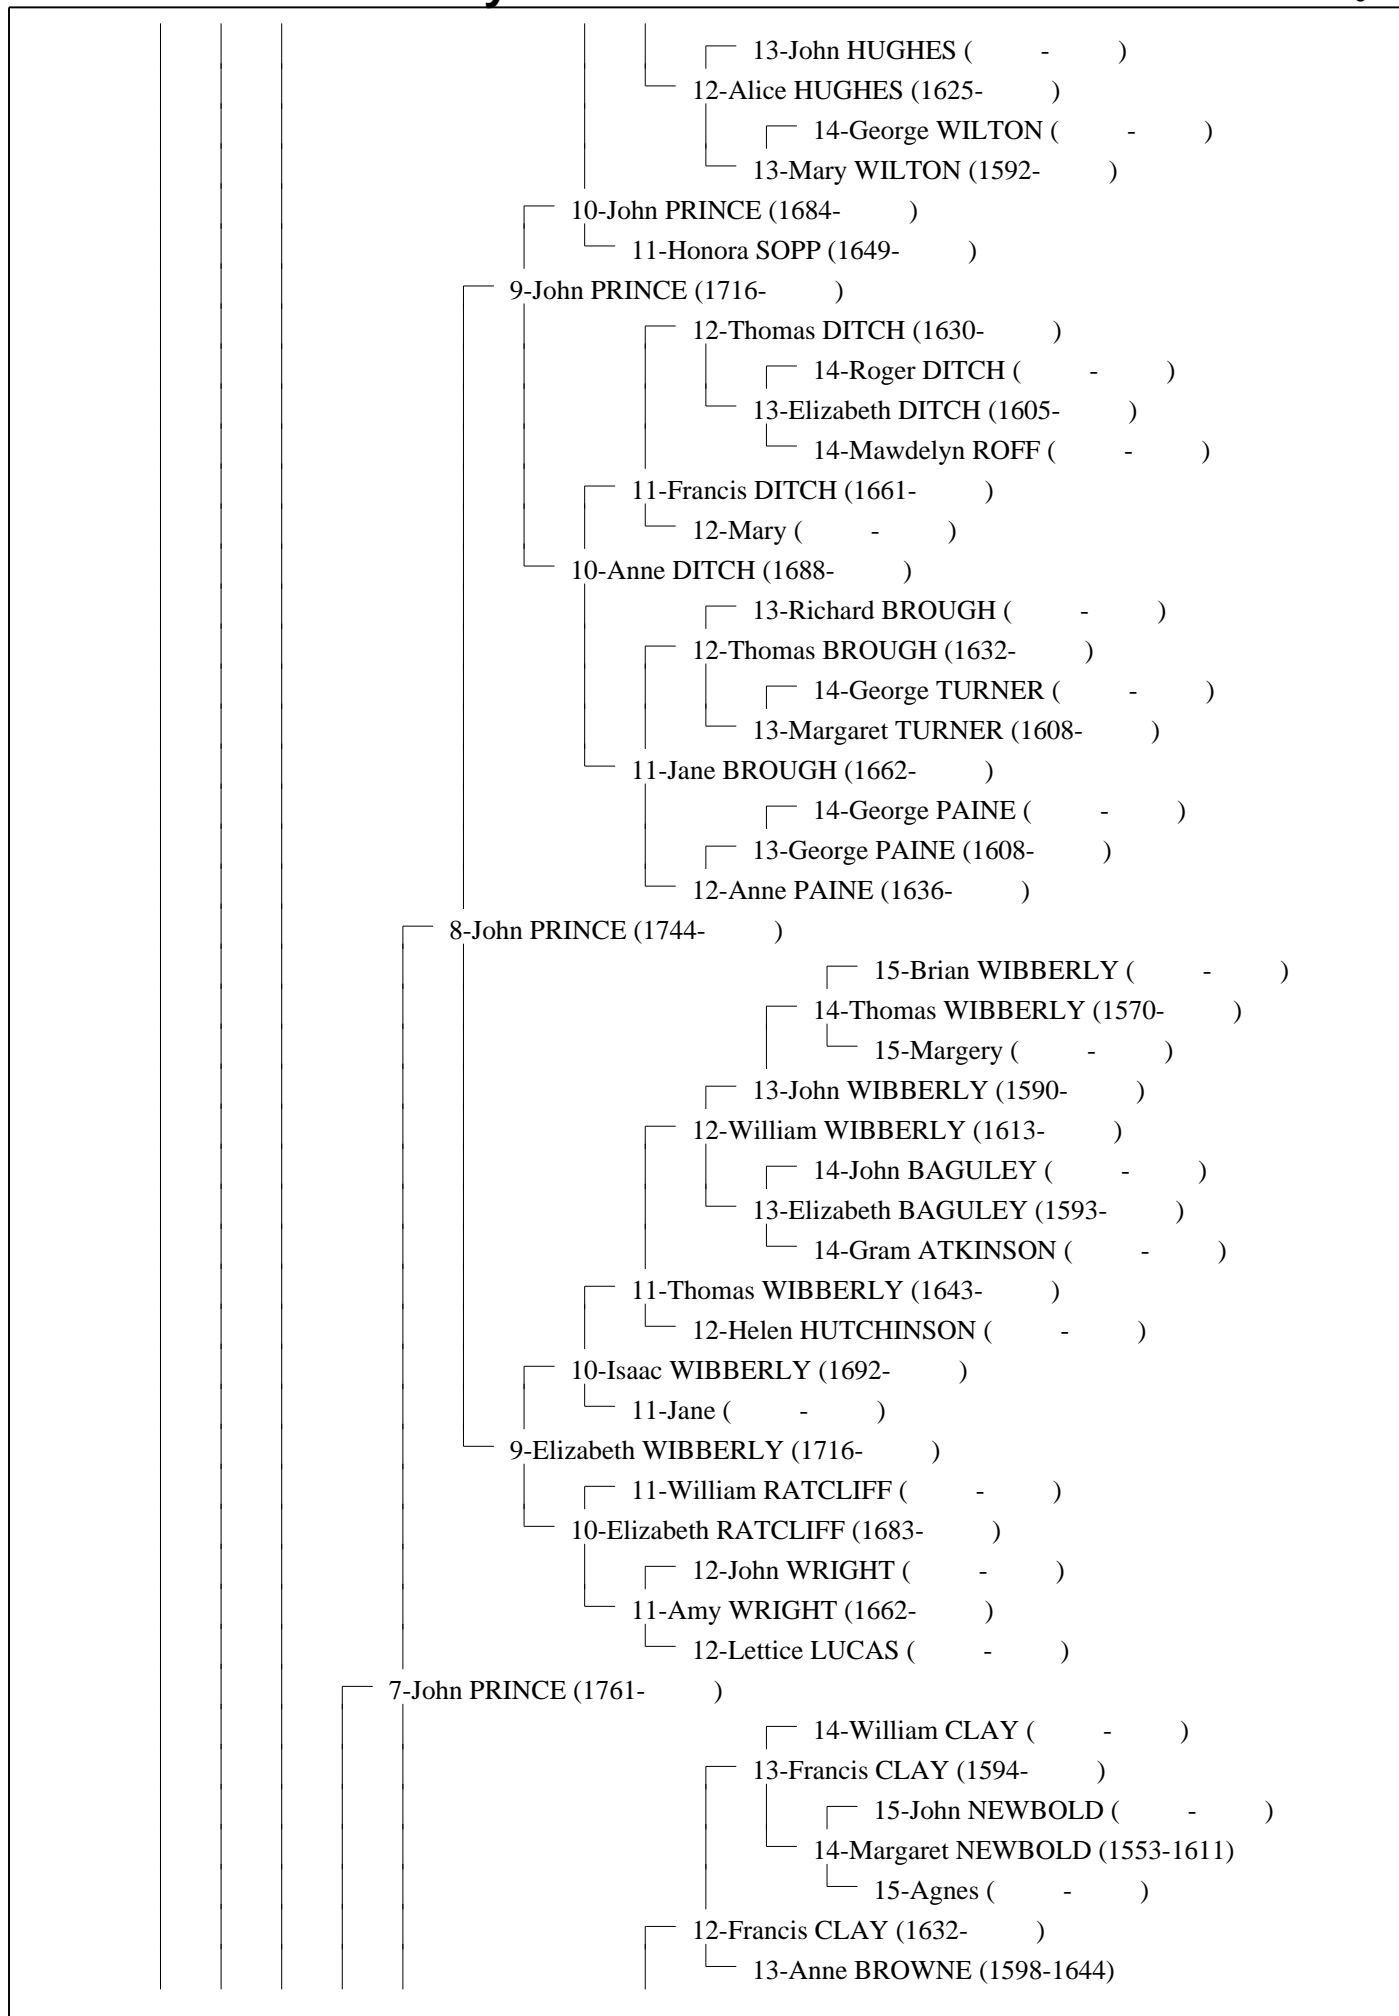 13-John HUGHES ( - )
12-Alice HUGHES (1625- )
14-George WILTON ( - )
13-Mary WILTON (1592- )
10-John PRINCE (1684- )
11-Honora SOPP (1649- )
9-John PRINCE (1716- )
12-Thomas DITCH (1630- )
14-Roger DITCH ( - )
13-Elizabeth DITCH (1605- )
14-Mawdelyn ROFF ( - )
11-Francis DITCH (1661- )
12-Mary ( - )
10-Anne DITCH (1688- )
13-Richard BROUGH ( - )
12-Thomas BROUGH (1632- )
14-George TURNER ( - )
13-Margaret TURNER (1608- )
11-Jane BROUGH (1662- )
14-George PAINE ( - )
13-George PAINE (1608- )
12-Anne PAINE (1636- )
8-John PRINCE (1744- )
15-Brian WIBBERLY ( - )
14-Thomas WIBBERLY (1570- )
15-Margery ( - )
13-John WIBBERLY (1590- )
12-William WIBBERLY (1613- )
14-John BAGULEY ( - )
13-Elizabeth BAGULEY (1593- )
14-Gram ATKINSON ( - )
11-Thomas WIBBERLY (1643- )
12-Helen HUTCHINSON ( - )
10-Isaac WIBBERLY (1692- )
11-Jane ( - )
9-Elizabeth WIBBERLY (1716- )
11-William RATCLIFF ( - )
10-Elizabeth RATCLIFF (1683- )
12-John WRIGHT ( - )
11-Amy WRIGHT (1662- )
12-Lettice LUCAS ( - )
7-John PRINCE (1761- )
14-William CLAY ( - )
13-Francis CLAY (1594- )
15-John NEWBOLD ( - )
14-Margaret NEWBOLD (1553-1611)
15-Agnes ( - )
12-Francis CLAY (1632- )
13-Anne BROWNE (1598-1644)